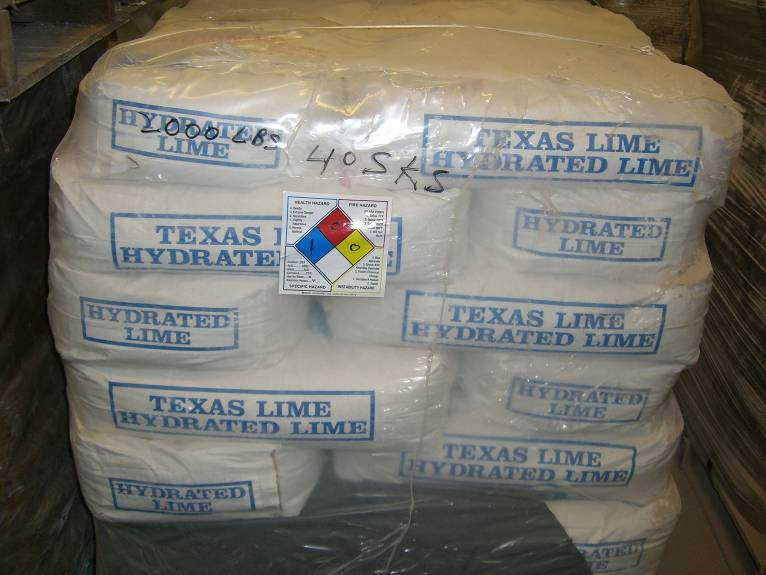 HYDRATED
LIME
2000 LBS
40 SKS
TEXAS LIME
HYDRATED LIME
TEXAS
HYDRATED
HEALTH HAZARD
FIRE HAZARD
0
1
0
SPECIFIC HAZARD
INSTABILITY HAZARD
HYDRATED
LIME
HYDRATED
LIME
TEXAS LIME
HYDRATED LIME
TEXAS LIME
HYDRATED LIME
HYDRATED
LIME
TEXAS LIME
HYDRATED LIME
HYDRATED
LIME
HYDRATED
LIME